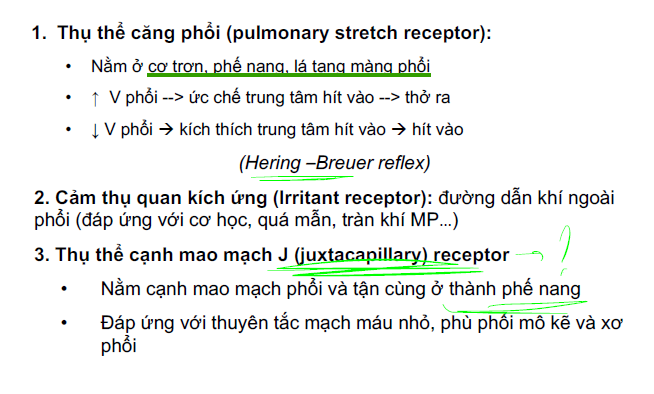 1. Thụ thể căng phổi (pulmonary stretch receptor):
• Nằm ở cơ trơn, phế nang, lá tạng màng phổi
• ↑ V phổi --> ức chế trung tâm hít vào --> thở ra
• ↓ V phổi → kích thích trung tâm hít vào → hít vào
(Hering –Breuer reflex)
2. Cảm thụ quan kích ứng (Irritant receptor): đường dẫn khí ngoài
phổi (đáp ứng với cơ học, quá mẫn, tràn khí MP...)
3. Thụ thể cạnh mao mạch J (juxtacapillary) receptor → ?
• Nằm cạnh mao mạch phổi và tận cùng ở thành phế nang
• Đáp ứng với thuyên tắc mạch máu nhỏ, phù phổi mô kẽ và xơ
phổi